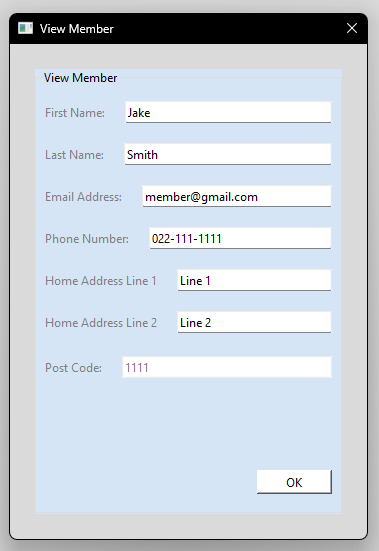 View Member
View Member
First Name: Jake
Last Name: Smith
Email Address: member@gmail.com
Phone Number: 022-111-1111
Home Address Line 1 Line 1
Home Address Line 2 Line 2
Post Code: 1111
OK